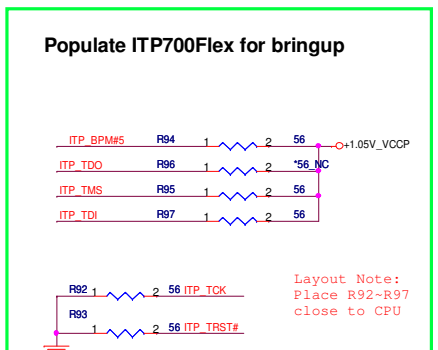 Populate ITP700Flex for bringup
ITP_BPM#5 R94 1 2 56 +1.05V_VCCP
ITP_TDO R96 1 2 *56_NC
ITP_TMS R95 1 2 56
ITP_TDI R97 1 2 56
R92 1 2 56 ITP_TCK
R93 1 2 56 ITP_TRST#
Layout Note:
Place R92~R97
close to CPU